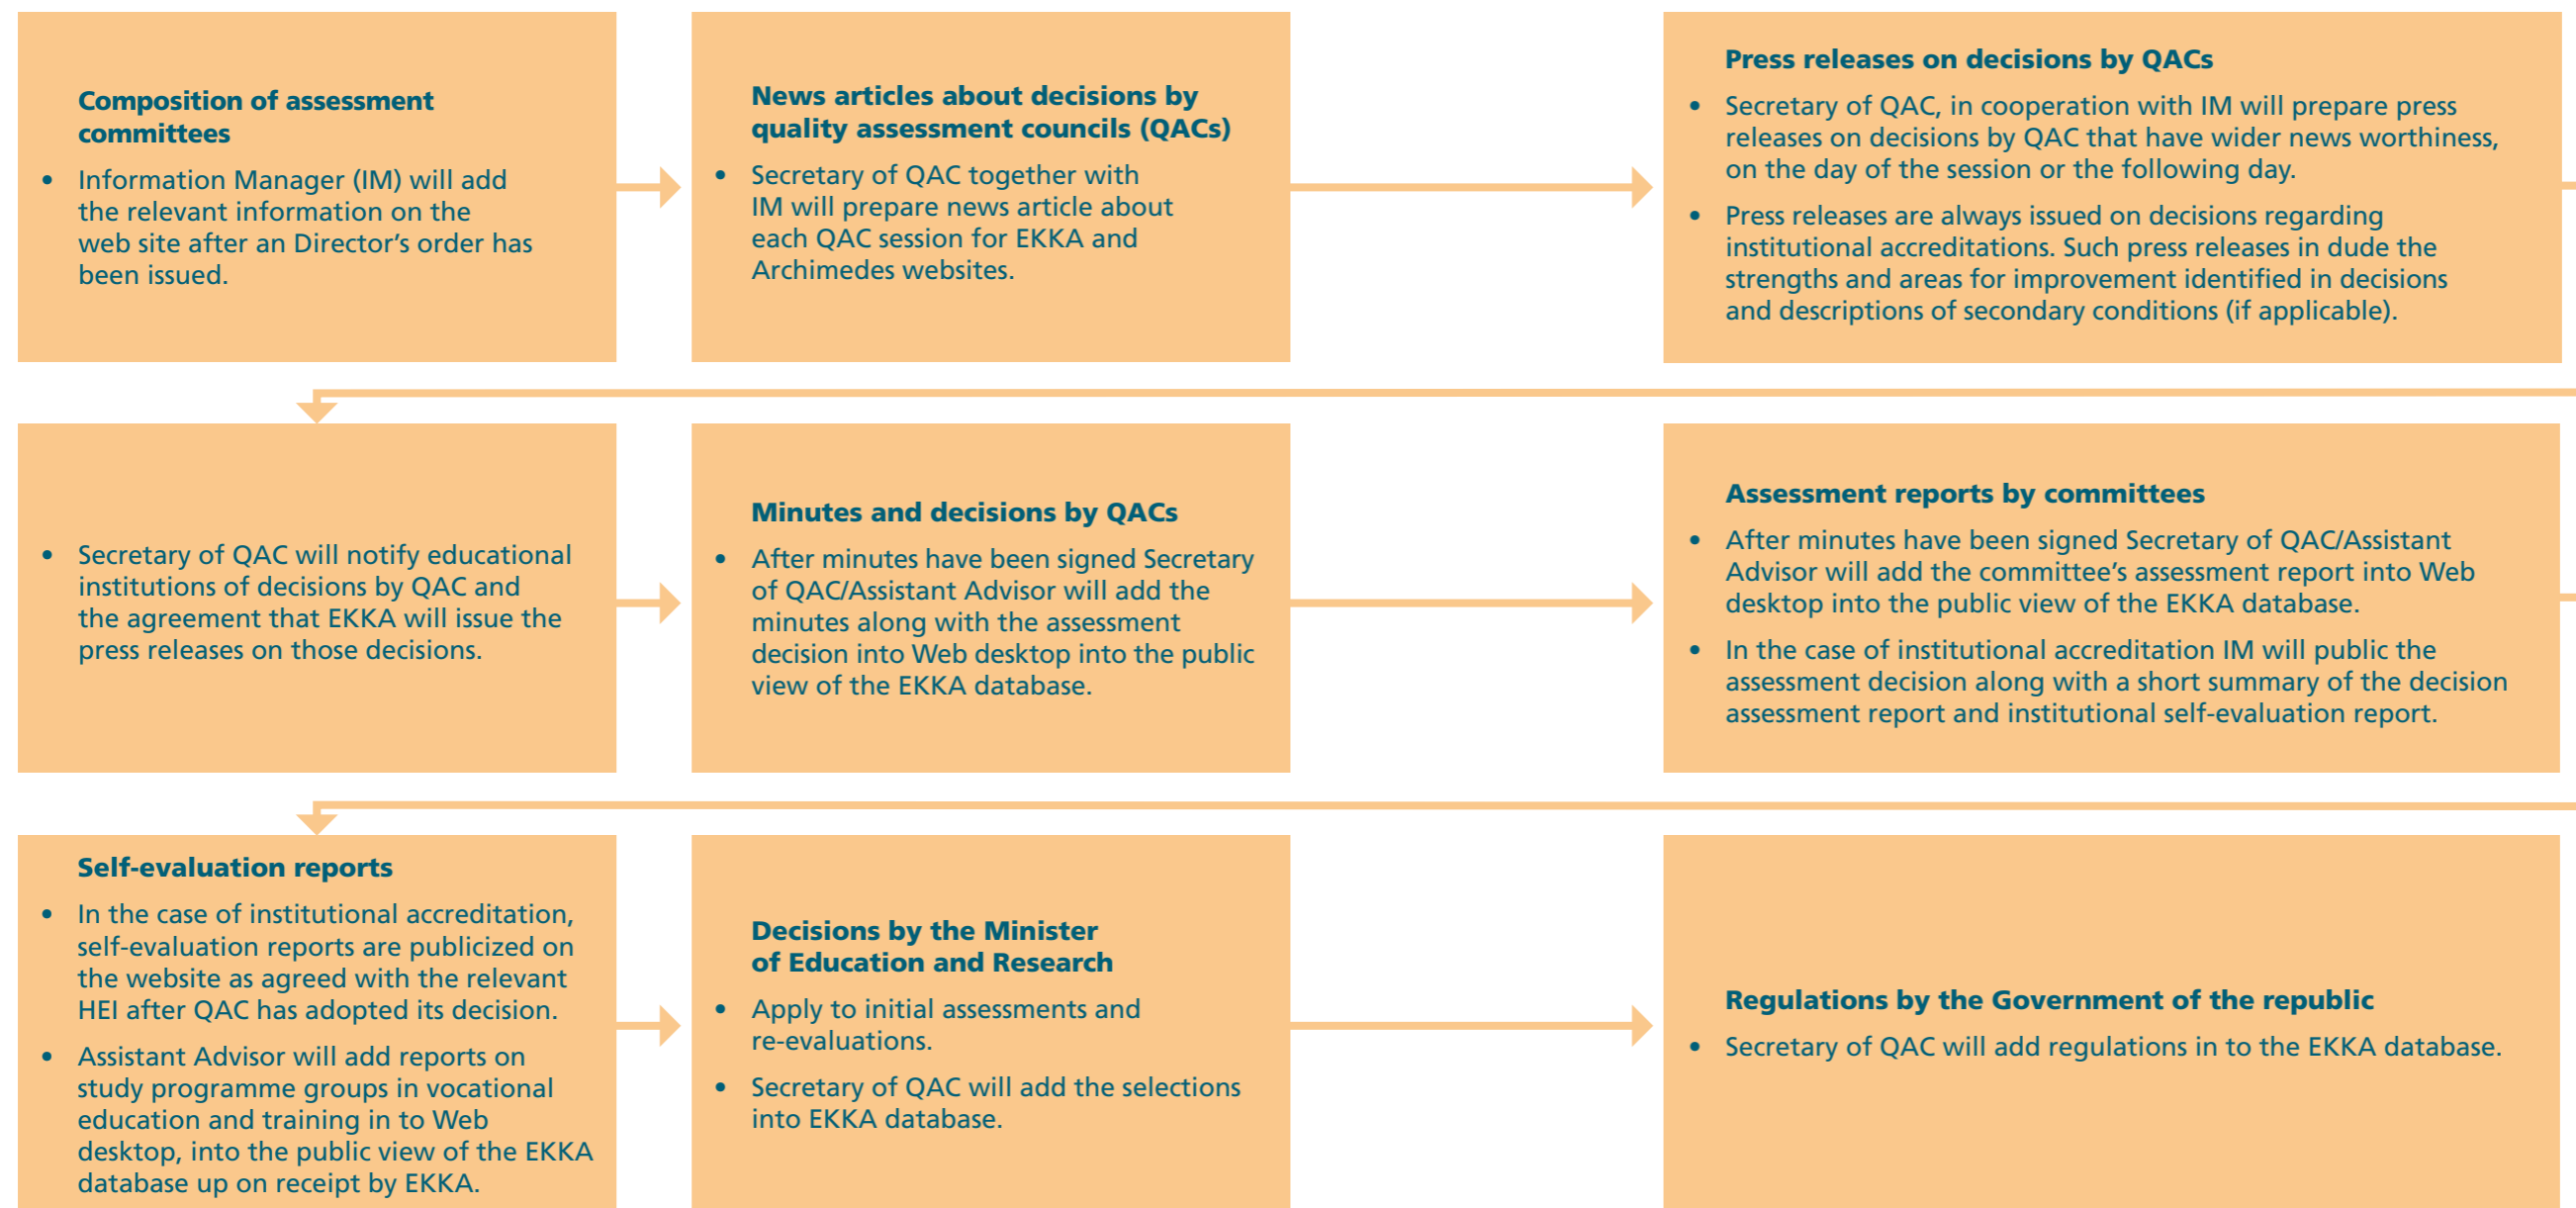 Composition of assessment
committees
• Information Manager (IM) will add
the relevant information on the
web site after an Director's order has
been issued.
News articles about decisions by
quality assessment councils (QACs)
• Secretary of QAC together with
IM will prepare news article about
each QAC session for EKKA and
Archimedes websites.
Press releases on decisions by QACs
• Secretary of QAC, in cooperation with IM will prepare press
releases on decisions by QAC that have wider news worthiness,
on the day of the session or the following day.
• Press releases are always issued on decisions regarding
institutional accreditations. Such press releases in dude the
strengths and areas for improvement identified in decisions
and descriptions of secondary conditions (if applicable).
• Secretary of QAC will notify educational
institutions of decisions by QAC and
the agreement that EKKA will issue the
press releases on those decisions.
Minutes and decisions by QACs
• After minutes have been signed Secretary
of QAC/Assistant Advisor will add the
minutes along with the assessment
decision into Web desktop into the public
view of the EKKA database.
Assessment reports by committees
• After minutes have been signed Secretary of QAC/Assistant
Advisor will add the committee's assessment report into Web
desktop into the public view of the EKKA database.
• In the case of institutional accreditation IM will public the
assessment decision along with a short summary of the decision
assessment report and institutional self-evaluation report.
Self-evaluation reports
• In the case of institutional accreditation,
self-evaluation reports are publicized on
the website as agreed with the relevant
HEI after QAC has adopted its decision.
• Assistant Advisor will add reports on
study programme groups in vocational
education and training in to Web
desktop, into the public view of the EKKA
database up on receipt by EKKA.
Decisions by the Minister
of Education and Research
• Apply to initial assessments and
re-evaluations.
• Secretary of QAC will add the selections
into EKKA database.
Regulations by the Government of the republic
• Secretary of QAC will add regulations in to the EKKA database.